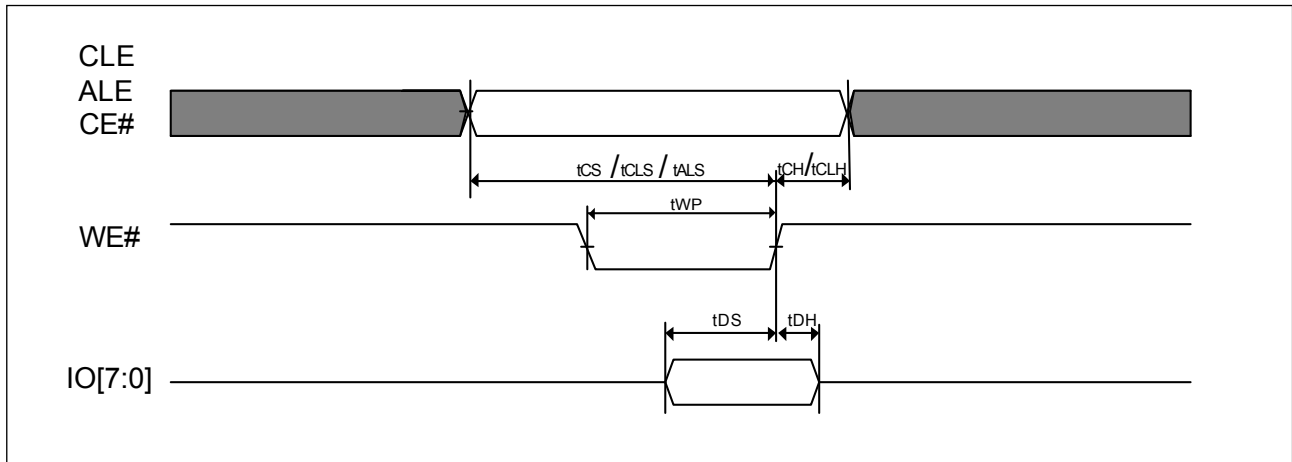 CLE
ALE
CE#
tCS / tCLS / tALS
tCH/tCLH
tWP
WE#
tDS
tDH
IO[7:0]